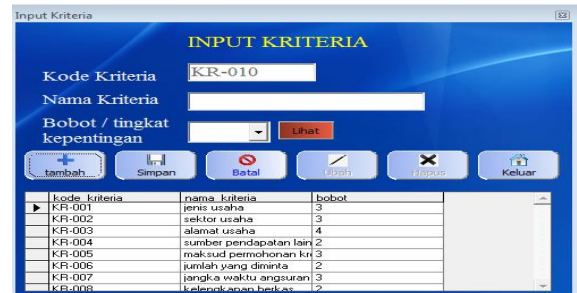 Input Kriteria
INPUT KRITERIA
Kode Kriteria KR-010
Nama Kriteria
Bobot / tingkat
kepentingan Lihat
tambah Simpan Batal Ubah Hapus Keluar
kode_kriteria nama_kriteria bobot
KR-001 jenis usaha 3
KR-002 sektor usaha 3
KR-003 alamat usaha 4
KR-004 sumber pendapatan lain 2
KR-005 maksud permohonan kr 3
KR-006 jumlah yang diminta 2
KR-007 jangka waktu angsuran 3
KR-008 kelengkapan berkas 2